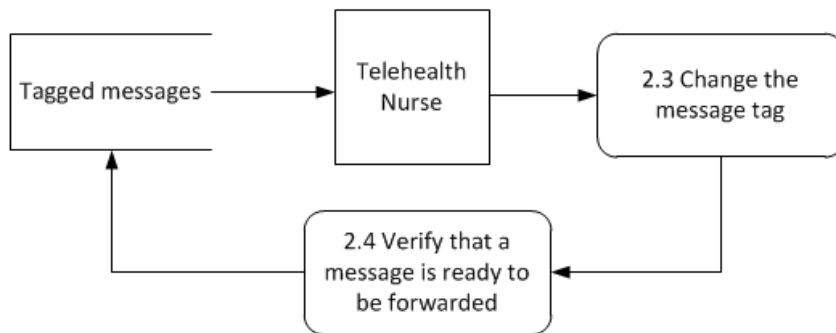 Tagged messages
Telehealth
Nurse
2.3 Change the
message tag
2.4 Verify that a
message is ready to
be forwarded